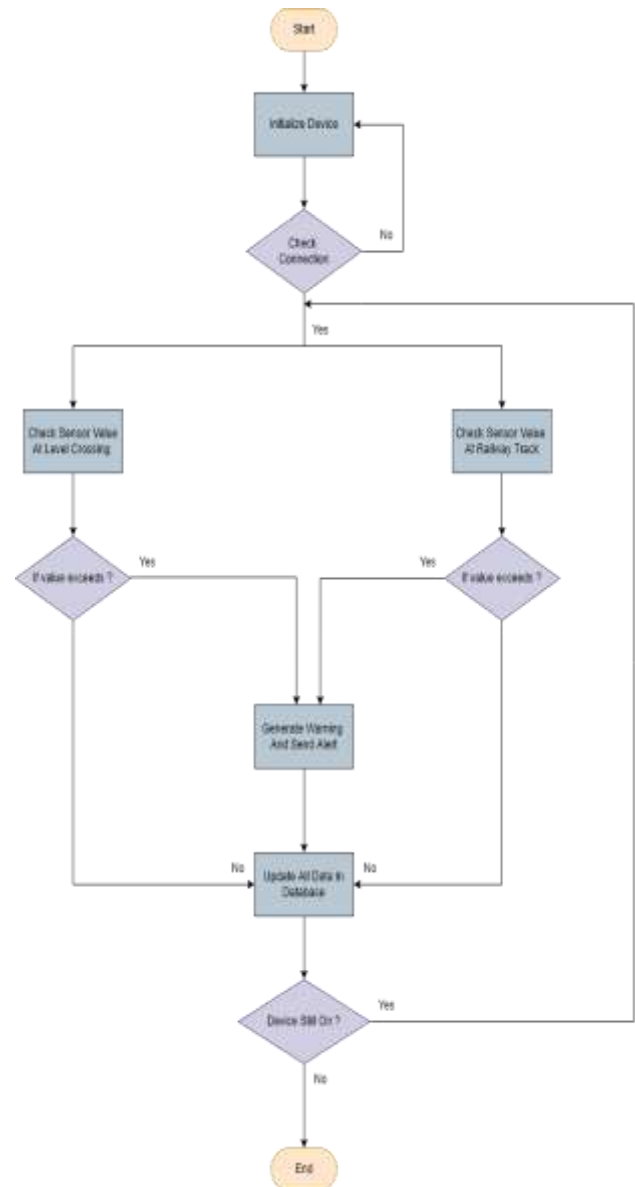 Start
Initialize Device
Check
Connection
No
Yes
Check Sensor Value
At Level Crossing
Check Sensor Value
At Railway Track
If value exceeds ?
Yes
Yes
If value exceeds ?
Generate Warning
And Send Alert
No
Update All Data In
Database
No
Device Still On ?
Yes
No
End